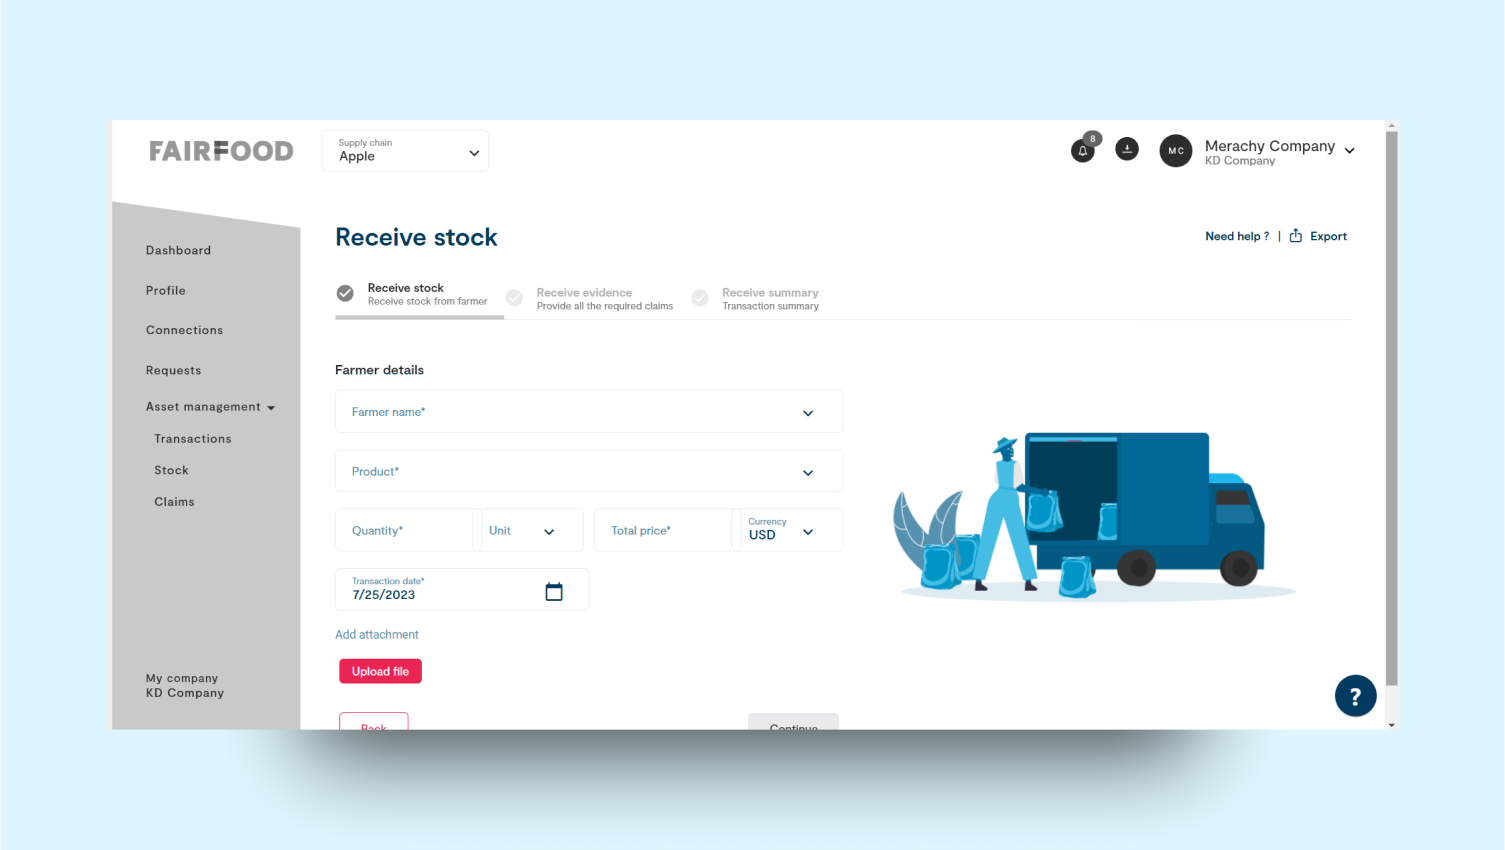 FAIRFOOD
Supply chain
Apple
8
MC
Merachy Company
KD Company
Dashboard
Profile
Connections
Requests
Asset management
Transactions
Stock
Claims
My company
KD Company
Receive stock
Need help ? | Export
Receive stock
Receive stock from farmer
Receive evidence
Provide all the required claims
Receive summary
Transaction summary
Farmer details
Farmer name*
Product*
Quantity*
Unit
Total price*
Currency
USD
Transaction date*
7/25/2023
Add attachment
Upload file
Back
Continue
?